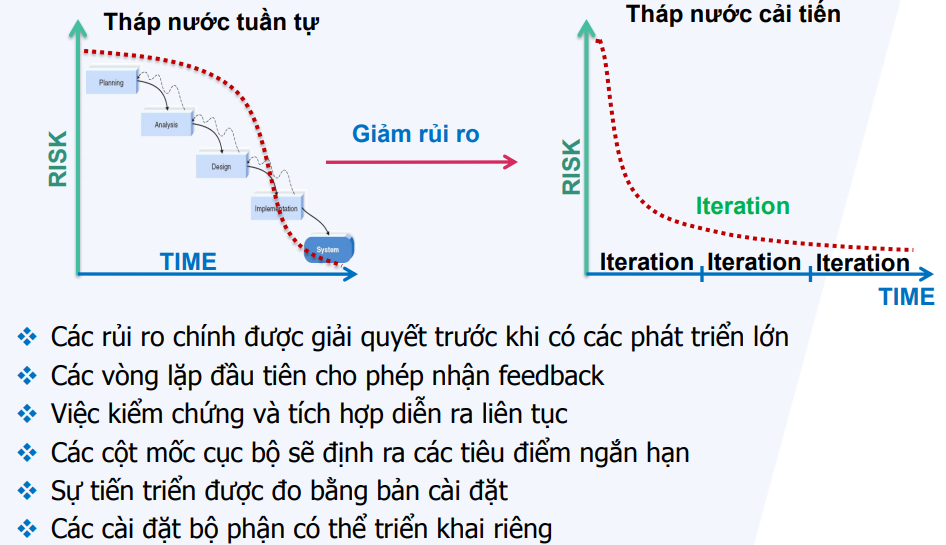 Tháp nước tuần tự
RISK
Planning
Analysis
Design
Implementation
System
TIME
Giảm rủi ro
Tháp nước cải tiến
RISK
Iteration
Iteration Iteration Iteration
TIME
Các rủi ro chính được giải quyết trước khi có các phát triển lớn
Các vòng lặp đầu tiên cho phép nhận feedback
Việc kiểm chứng và tích hợp diễn ra liên tục
Các cột mốc cục bộ sẽ định ra các tiêu điểm ngắn hạn
Sự tiến triển được đo bằng bản cài đặt
Các cài đặt bộ phận có thể triển khai riêng